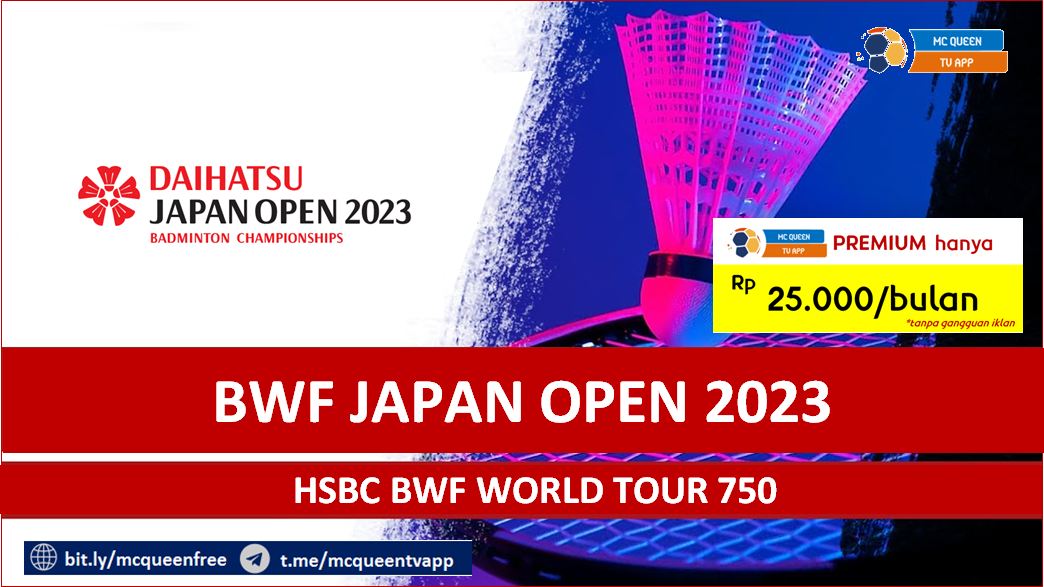 MC QUEEN
TV APP
DAIHATSU
JAPAN OPEN 2023
BADMINTON CHAMPIONSHIPS
MC QUEEN
TV APP
PREMIUM hanya
Rp 25.000/bulan
*tanpa gangguan iklan
BWF JAPAN OPEN 2023
HSBC BWF WORLD TOUR 750
bit.ly/mcqueenfree t.me/mcqueentvapp